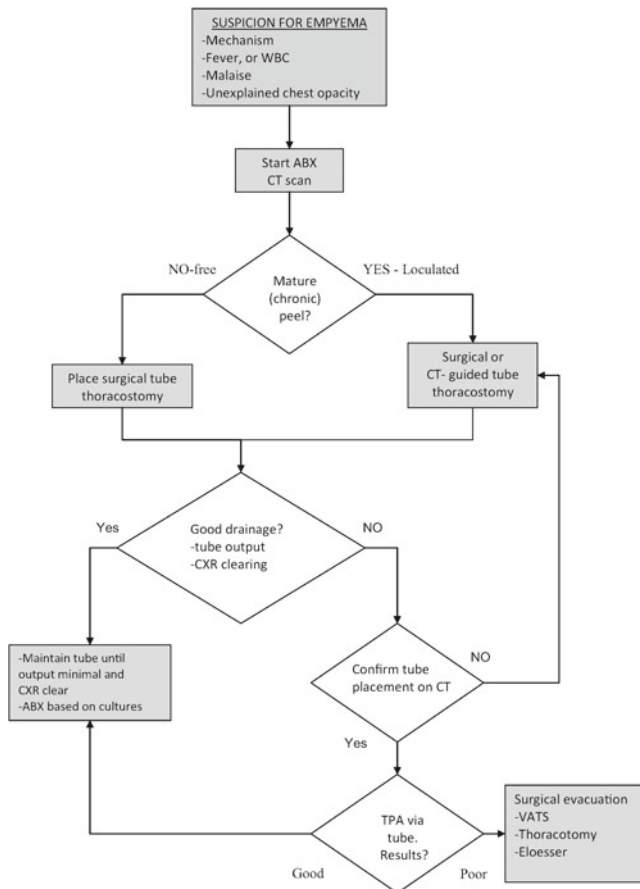 SUSPICION FOR EMPYEMA
-Mechanism
-Fever, or WBC
-Malaise
-Unexplained chest opacity
Start ABX
CT scan
NO-free
YES - Loculated
Mature
(chronic)
peel?
Place surgical tube
thoracostomy
Surgical or
CT- guided tube
thoracostomy
Yes
NO
Good drainage?
-tube output
-CXR clearing
-Maintain tube until
output minimal and
CXR clear
-ABX based on cultures
Confirm tube
placement on CT
NO
Yes
TPA via
tube.
Results?
Good
Poor
Surgical evacuation
-VATS
-Thoracotomy
-Eloesser